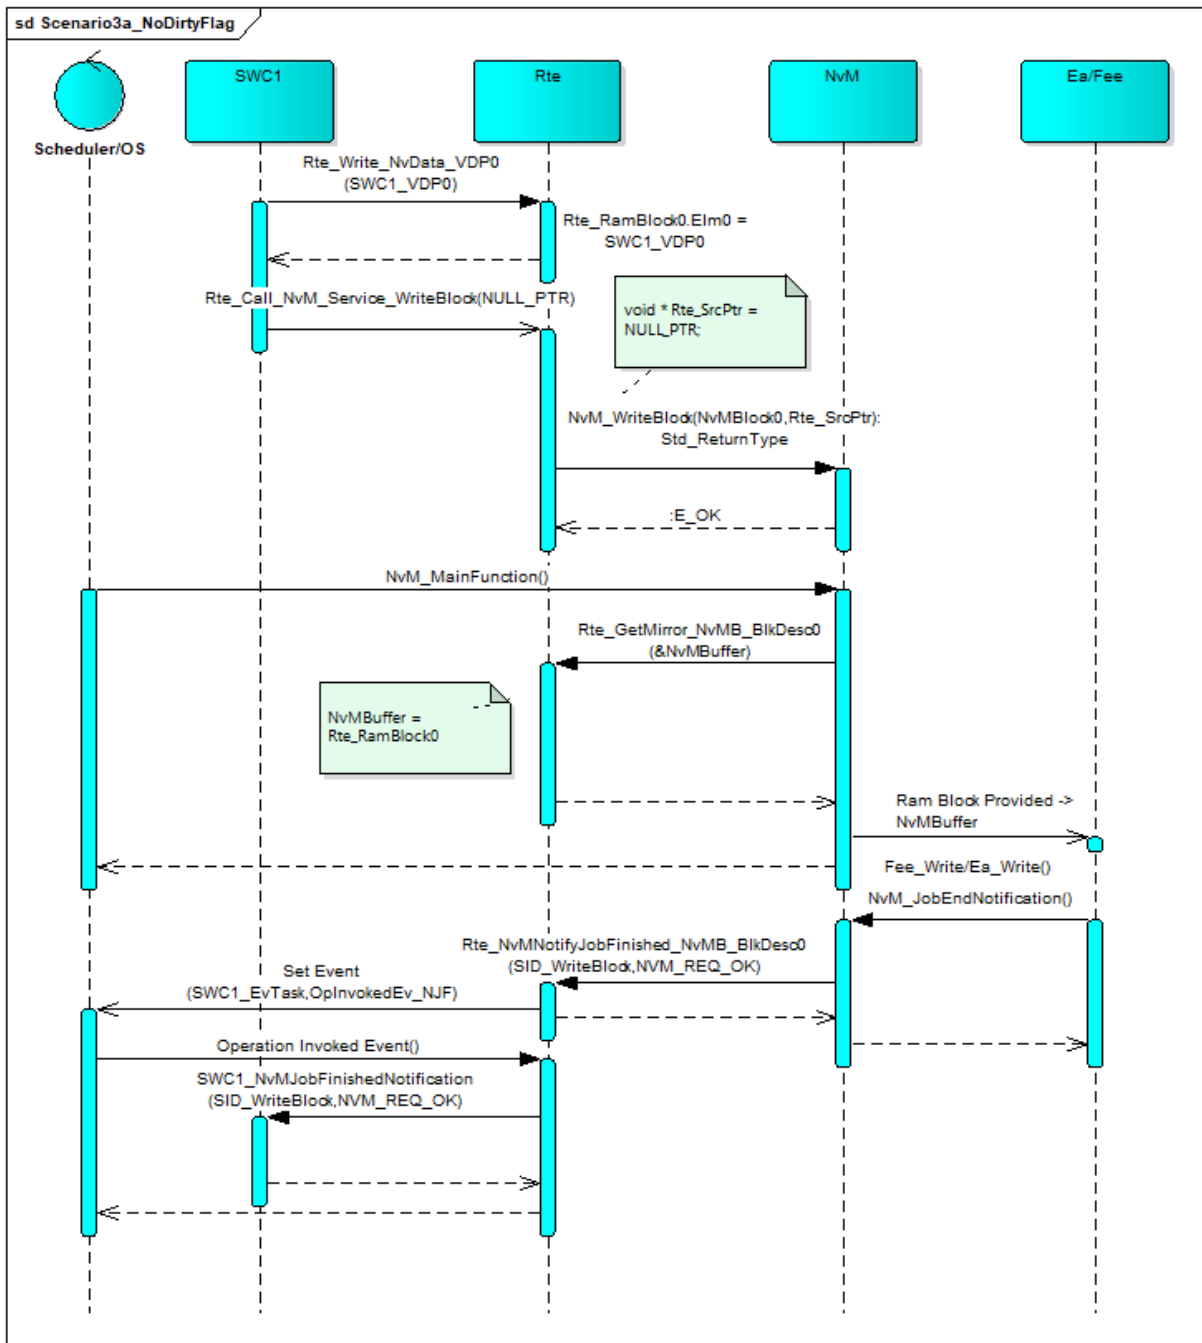 sd Scenario3a_NoDirtyFlag
Scheduler/OS
SWC1
Rte
NvM
Ea/Fee
Rte_Write_NvData_VDP0
(SWC1_VDP0)
Rte_RamBlock0.Elm0 =
SWC1_VDP0
Rte_Call_NvM_Service_WriteBlock(NULL_PTR)
void * Rte_SrcPtr =
NULL_PTR;
NvM_WriteBlock(NvMBlock0,Rte_SrcPtr):
Std_ReturnType
:E_OK
NvM_MainFunction()
Rte_GetMirror_NvMB_BlkDesc0
(&NvMBuffer)
NvMBuffer =
Rte_RamBlock0
Ram Block Provided ->
NvMBuffer
Fee_Write/Ea_Write()
NvM_JobEndNotification()
Rte_NvMNotifyJobFinished_NvMB_BlkDesc0
(SID_WriteBlock,NVM_REQ_OK)
Set Event
(SWC1_EvTask,OpInvokedEv_NJF)
Operation Invoked Event()
SWC1_NvMJobFinishedNotification
(SID_WriteBlock,NVM_REQ_OK)